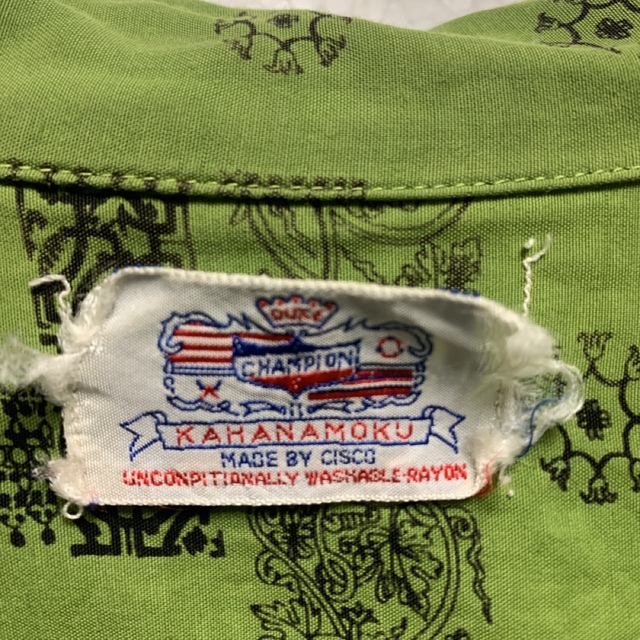 DUKE
CHAMPION
KAHANAMOKU
MADE BY CISCO
UNCONDITIONALLY WASHABLE-RAYON